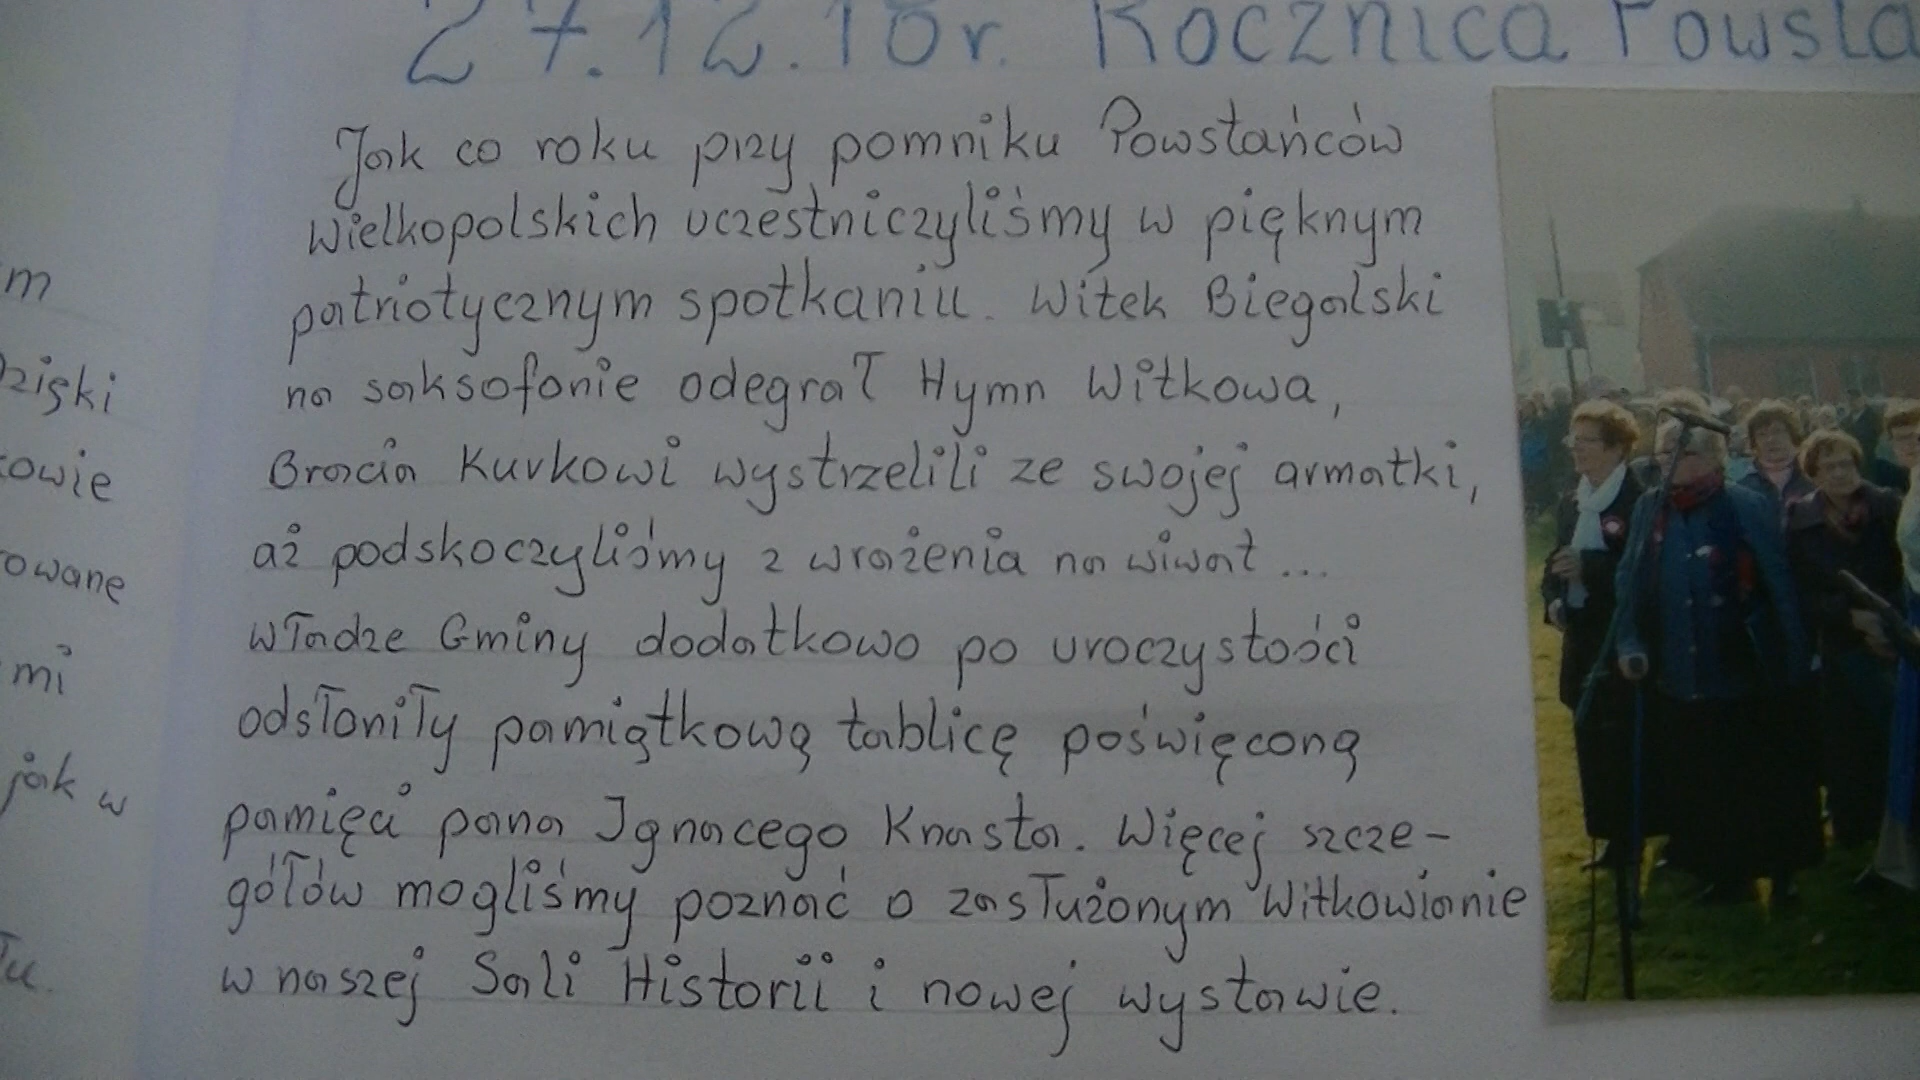 27.12.18r. Rocznica Powsta
Jak co roku przy pomniku Powstańców
Wielkopolskich uczestniczyliśmy w pięknym
patriotycznym spotkaniu. Witek Biegalski
na saksofonie odegrał Hymn Witkowa,
Bracia Kurkowi wystrzelili ze swojej armatki,
aż podskoczyliśmy z wrażenia na wiwat...
Władze Gminy dodatkowo po uroczystości
odsłoniły pamiątkową tablicę poświęconą
pamięci pana Ignacego Knasta. Więcej szcze-
gółów mogliśmy poznać o zasłużonym Witkowianie
w naszej Sali Historii i nowej wystawie.
m
owie
owane
mi
jak w